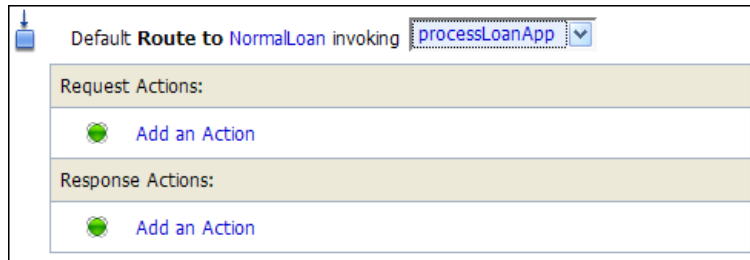 Default Route to NormalLoan invoking processLoanApp
Request Actions:
Add an Action
Response Actions:
Add an Action